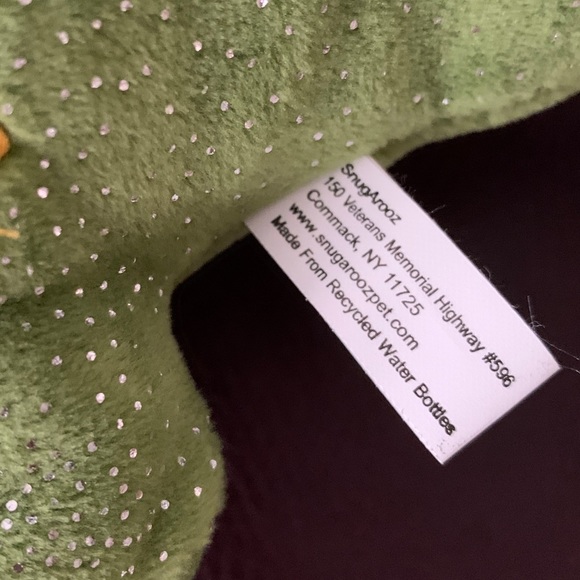 SnugArooz
150 Veterans Memorial Highway #596
Commack, NY 11725
www.snugaroozpet.com
Made From Recycled Water Bottles